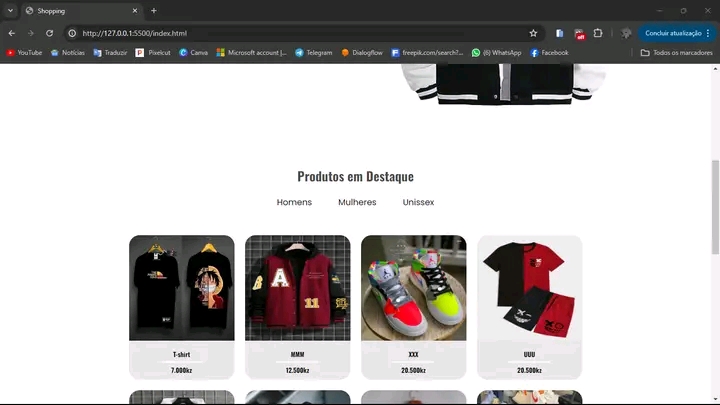 Shopping
http://127.0.0.1:5500/index.html
Concluir atualização
YouTube
Notícias
Traduzir
Pixelcut
Canva
Microsoft account |...
Telegram
Dialogflow
freepik.com/search?...
(6) WhatsApp
Facebook
Todos os marcadores
Produtos em Destaque
Homens
Mulheres
Unissex
A
11
T-shirt
7.000kz
MMM
12.500kz
XXX
20.500kz
UUU
20.500kz